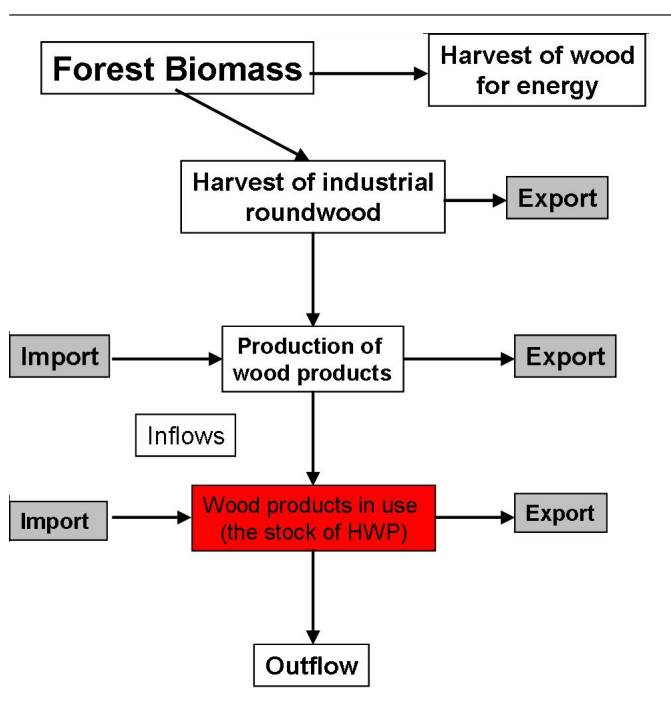 Forest Biomass
Harvest of wood
for energy
Harvest of industrial
roundwood
Export
Import
Production of
wood products
Export
Inflows
Import
Wood products in use
(the stock of HWP)
Export
Outflow